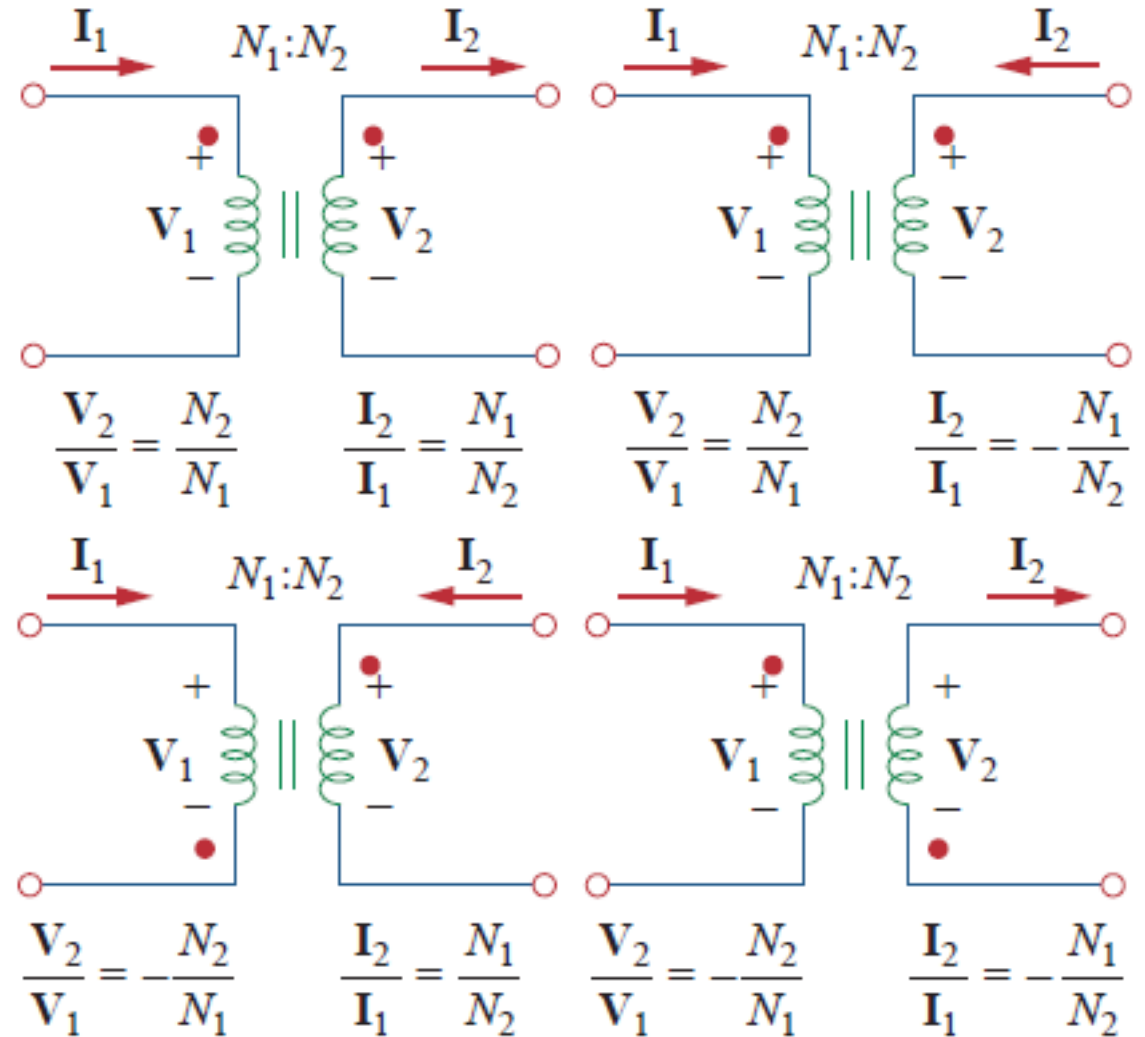 I₁ N₁:N₂ I₂
+ +
V₁ V₂
− −
V₂/V₁ = N₂/N₁ I₂/I₁ = N₁/N₂
I₁ N₁:N₂ I₂
+ +
V₁ V₂
− −
V₂/V₁ = N₂/N₁ I₂/I₁ = −N₁/N₂
I₁ N₁:N₂ I₂
+ +
V₁ V₂
− −
V₂/V₁ = −N₂/N₁ I₂/I₁ = N₁/N₂
I₁ N₁:N₂ I₂
+ +
V₁ V₂
− −
V₂/V₁ = −N₂/N₁ I₂/I₁ = −N₁/N₂